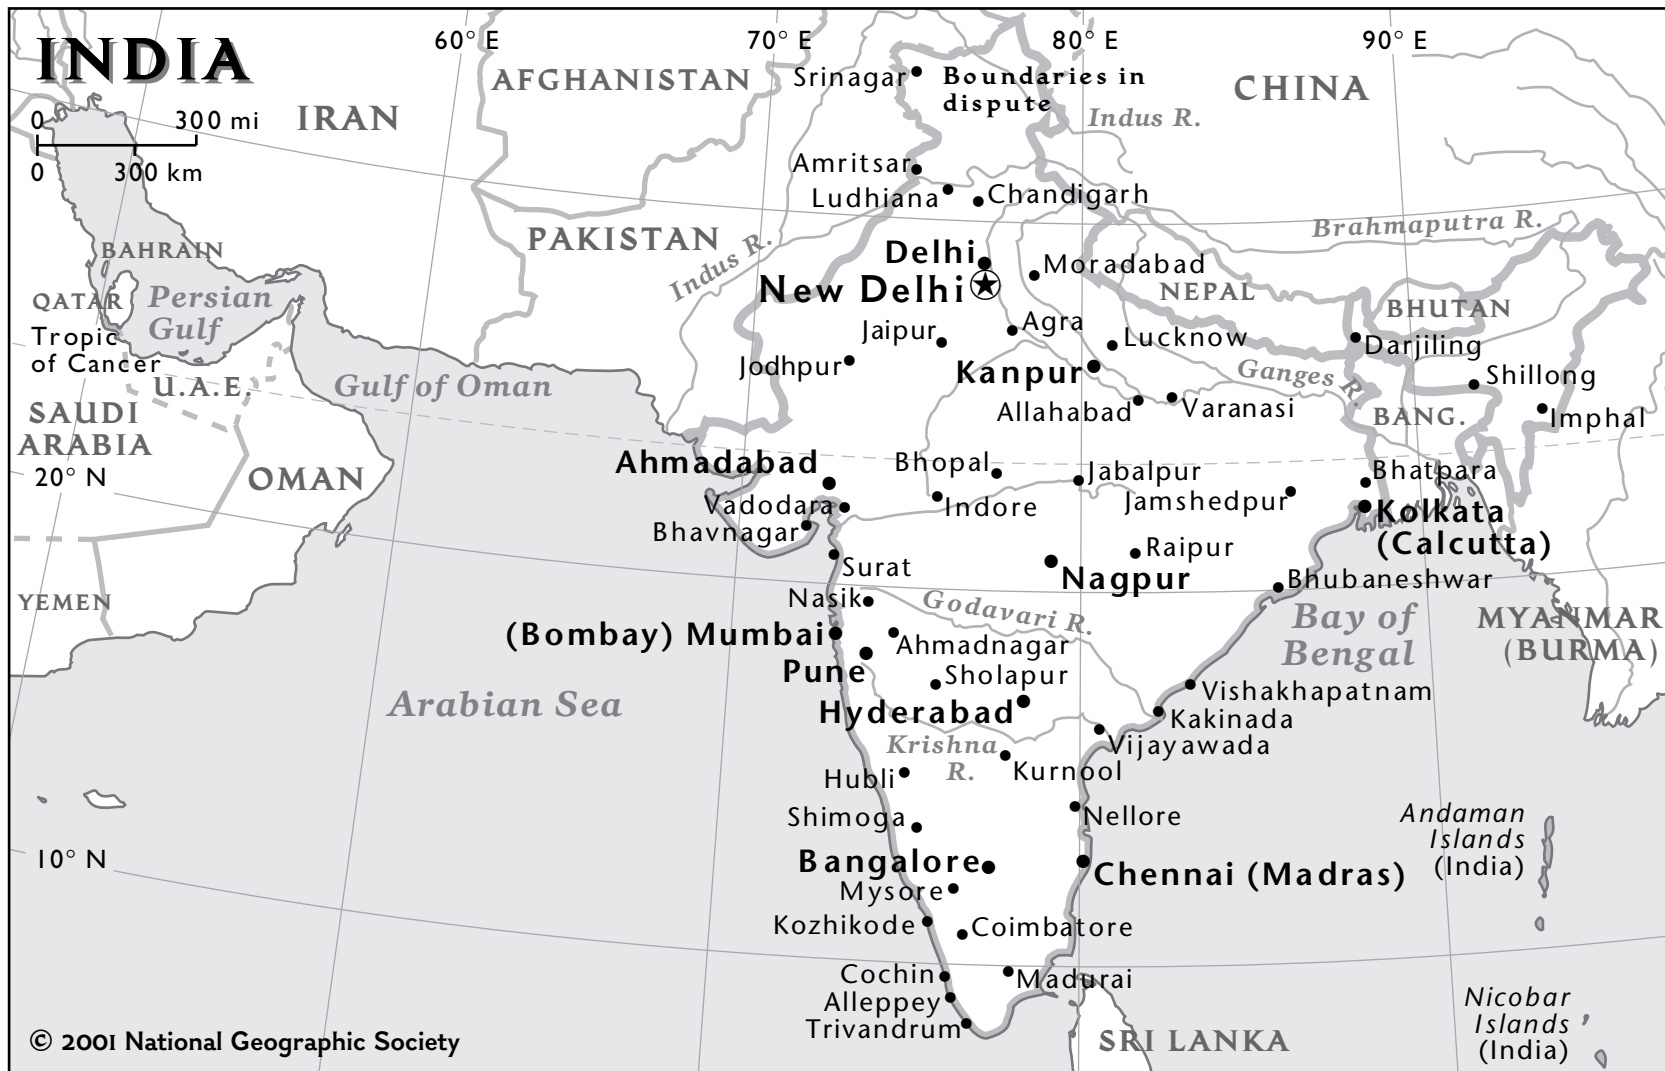 INDIA
60° E
70° E
80° E
90° E
0
300 mi
0
300 km
IRAN
AFGHANISTAN
Srinagar
Boundaries in
dispute
CHINA
Indus R.
Amritsar
Ludhiana
Chandigarh
BAHRAIN
PAKISTAN
Indus R.
Brahmaputra R.
Delhi
New Delhi
Moradabad
NEPAL
BHUTAN
QATAR
Persian
Gulf
Tropic
of Cancer
U.A.E.
Gulf of Oman
Jaipur
Agra
Lucknow
Darjiling
Jodhpur
Kanpur
Ganges R.
Shillong
Allahabad
Varanasi
BANG.
Imphal
SAUDI
ARABIA
20° N
OMAN
Ahmadabad
Bhopal
Jabalpur
Bhatpara
Vadodara
Indore
Jamshedpur
Kolkata
(Calcutta)
Bhavnagar
Surat
Raipur
Nagpur
Bhubaneshwar
YEMEN
Nasik
Godavari R.
Bay of
Bengal
MYANMAR
(BURMA)
(Bombay) Mumbai
Ahmadnagar
Pune
Sholapur
Arabian Sea
Hyderabad
Vishakhapatnam
Kakinada
Krishna
R.
Vijayawada
Hubli
Kurnool
Shimoga
Nellore
Andaman
Islands
(India)
10° N
Bangalore
Chennai (Madras)
Mysore
Kozhikode
Coimbatore
Cochin
Madurai
Alleppey
Trivandrum
Nicobar
Islands
(India)
SRI LANKA
© 2001 National Geographic Society